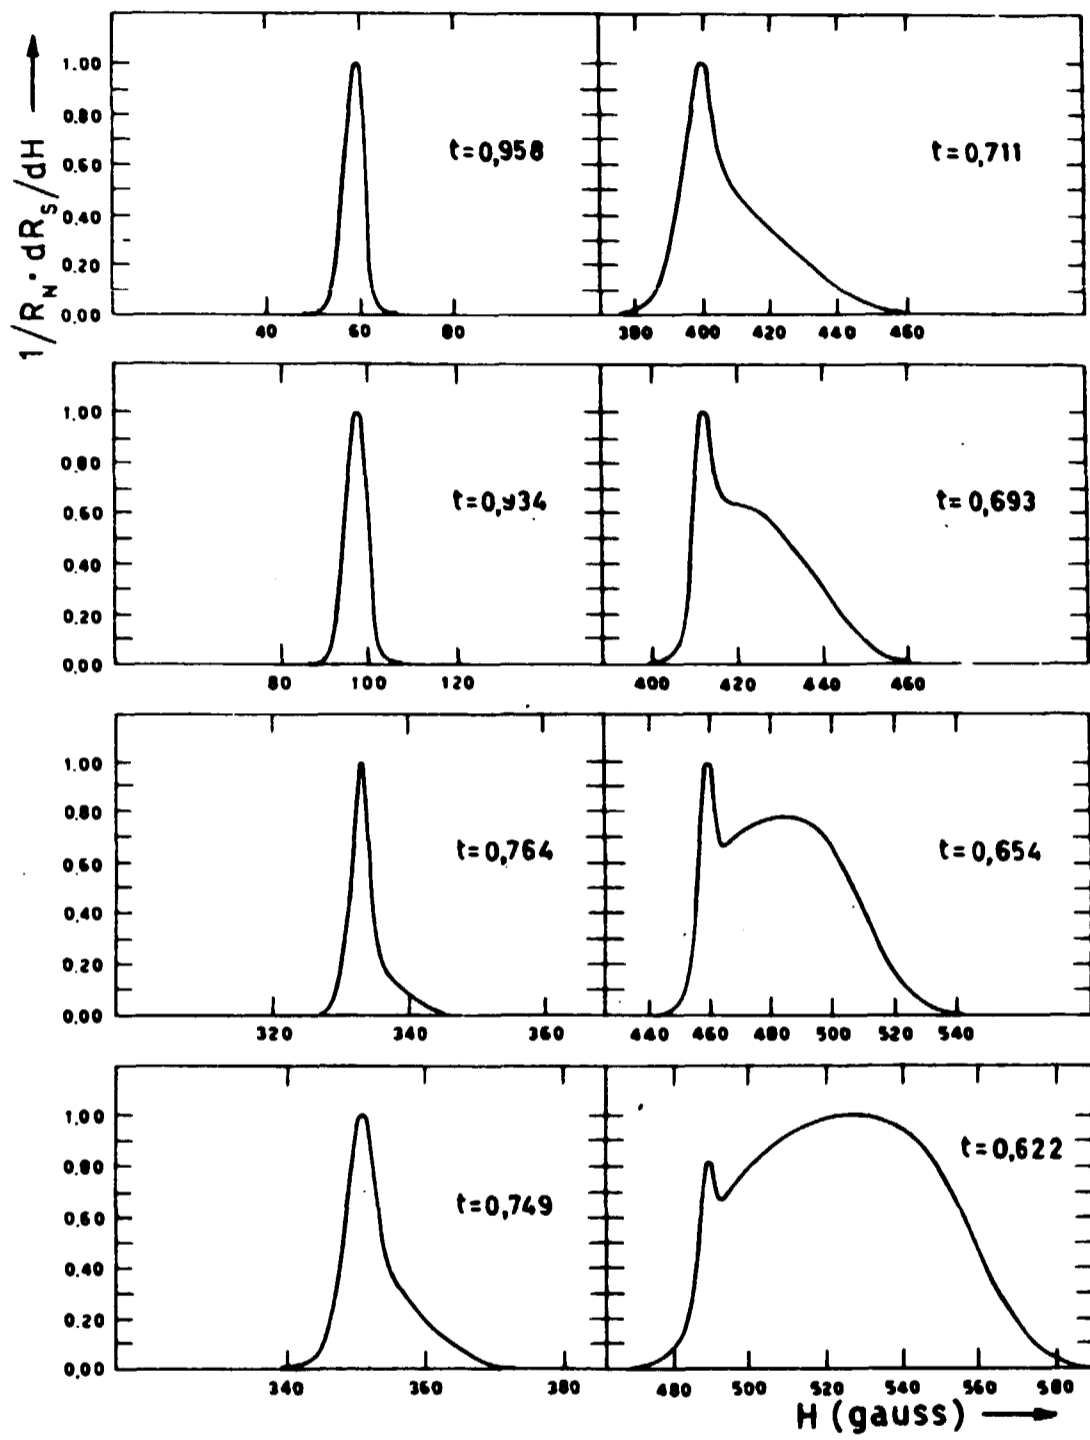 1/R_N · dR_S/dH
1.00
0.80
0.60
0.40
0.20
0.00
t=0,958
40 60 80
t=0,711
380 400 420 440 460
1.00
0.80
0.60
0.40
0.20
0.00
t=0,934
80 100 120
t=0,693
400 420 440 460
1.00
0.80
0.60
0.40
0.20
0.00
t=0,764
320 340 360
t=0,654
440 460 480 500 520 540
1.00
0.80
0.60
0.40
0.20
0.00
t=0,749
340 360 380
t=0,622
480 500 520 540 560 580
H (gauss)